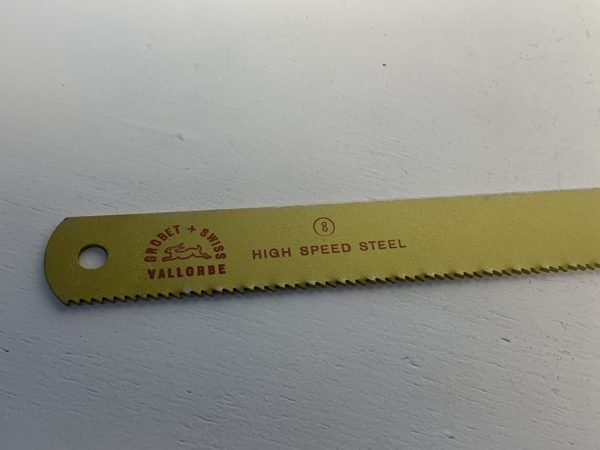 GROBET + SWISS
VALLORBE
8
HIGH SPEED STEEL